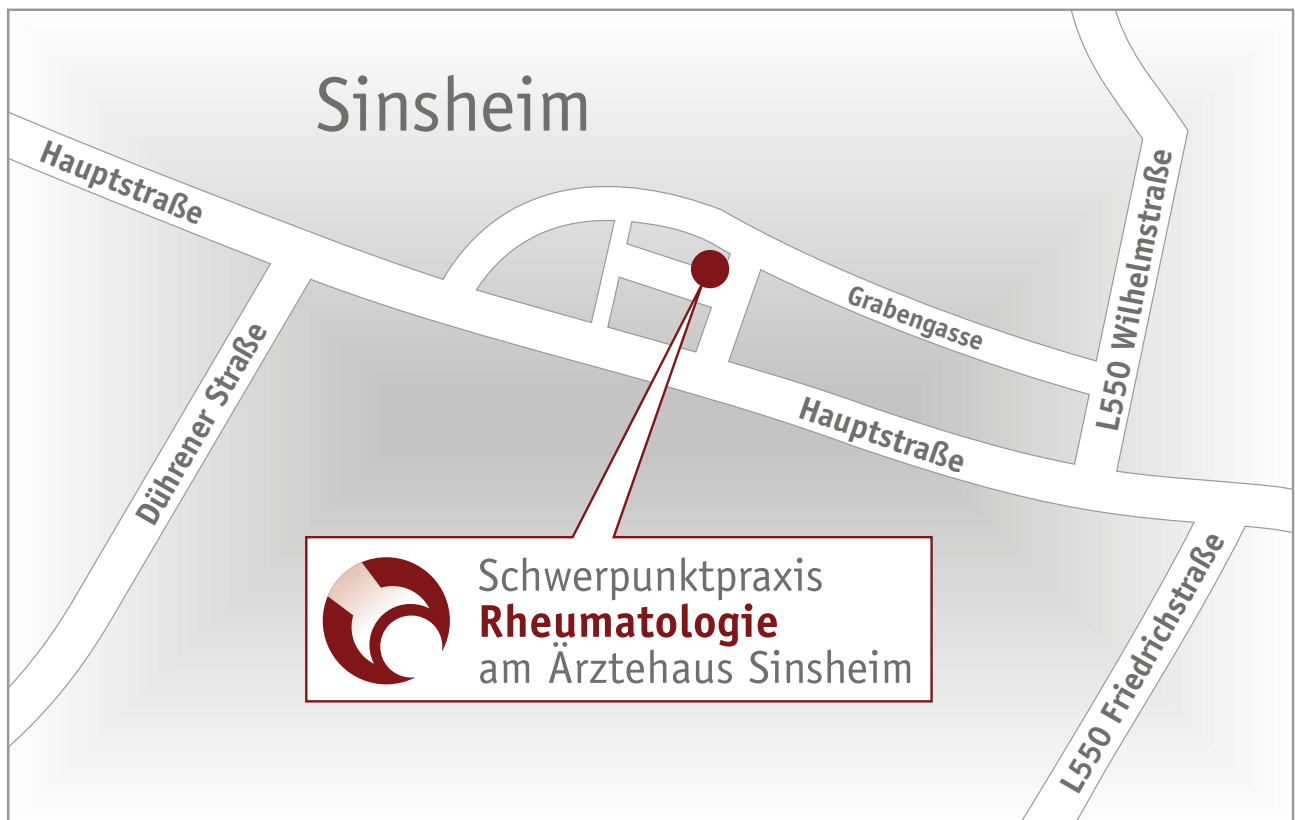 Sinsheim
Hauptstraße
L550 Wilhelmstraße
Grabengasse
Dührener Straße
Hauptstraße
Schwerpunktpraxis
Rheumatologie
am Ärztehaus Sinsheim
L550 Friedrichstraße